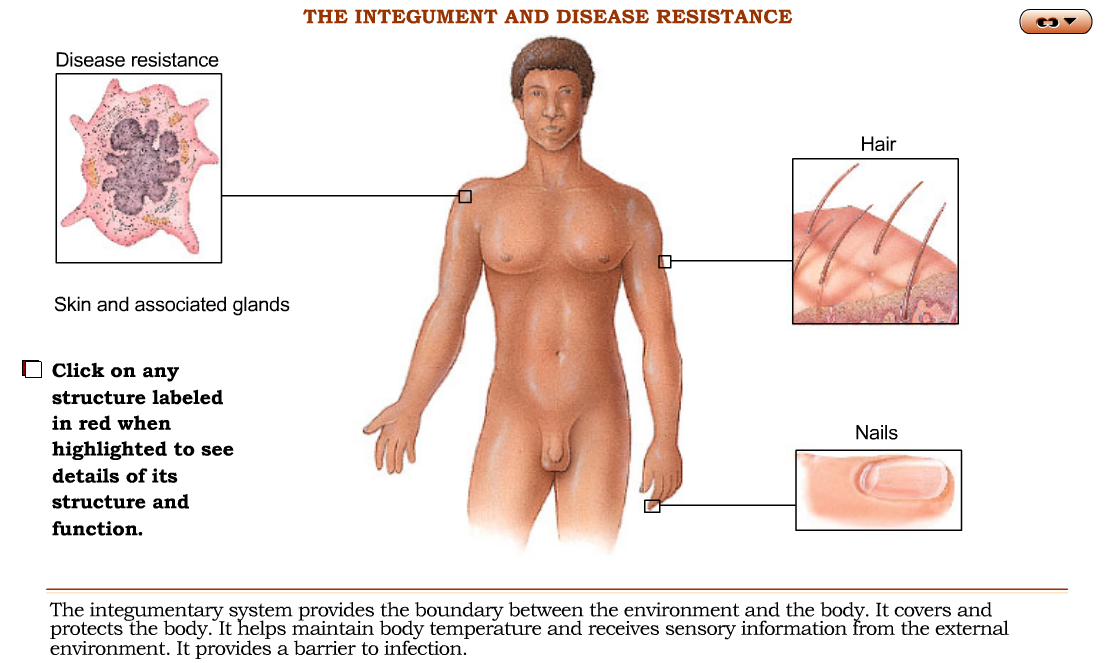 THE INTEGUMENT AND DISEASE RESISTANCE
Disease resistance
Hair
Skin and associated glands
Click on any
structure labeled
in red when
highlighted to see
details of its
structure and
function.
Nails
The integumentary system provides the boundary between the environment and the body. It covers and
protects the body. It helps maintain body temperature and receives sensory information from the external
environment. It provides a barrier to infection.